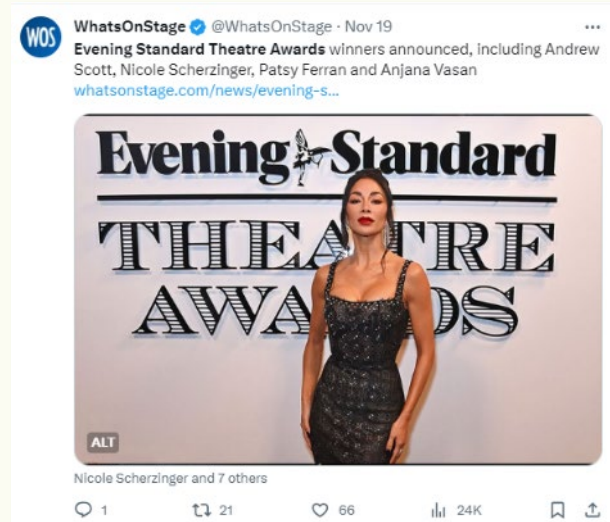 WOS
WhatsOnStage @WhatsOnStage · Nov 19
Evening Standard Theatre Awards winners announced, including Andrew
Scott, Nicole Scherzinger, Patsy Ferran and Anjana Vasan
whatsonstage.com/news/evening-s...
Evening Standard
THEATRE
AWARDS
ALT
Nicole Scherzinger and 7 others
1 21 66 24K